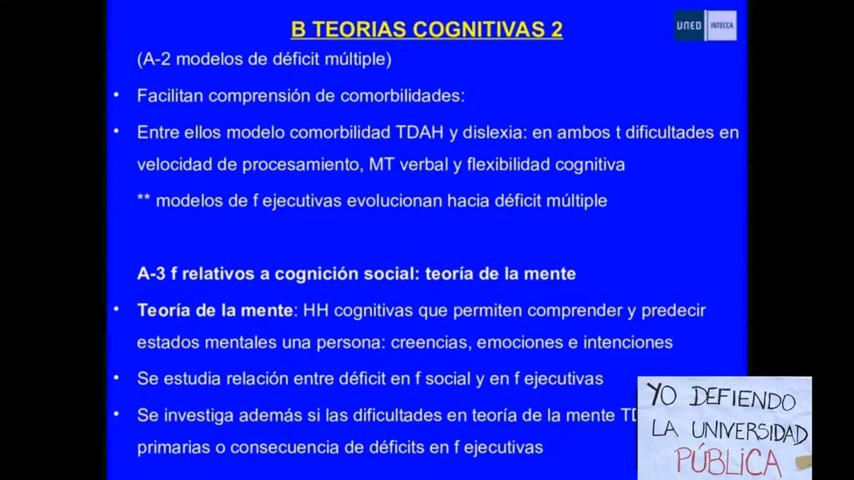 B TEORIAS COGNITIVAS 2
UNED INTECCA
(A-2 modelos de déficit múltiple)
• Facilitan comprensión de comorbilidades:
• Entre ellos modelo comorbilidad TDAH y dislexia: en ambos t dificultades en
velocidad de procesamiento, MT verbal y flexibilidad cognitiva
** modelos de f ejecutivas evolucionan hacia déficit múltiple
A-3 f relativos a cognición social: teoría de la mente
• Teoría de la mente: HH cognitivas que permiten comprender y predecir
estados mentales una persona: creencias, emociones e intenciones
• Se estudia relación entre déficit en f social y en f ejecutivas
• Se investiga además si las dificultades en teoría de la mente
primarias o consecuencia de déficits en f ejecutivas
YO DEFIENDO
LA UNIVERSIDAD
PÚBLICA